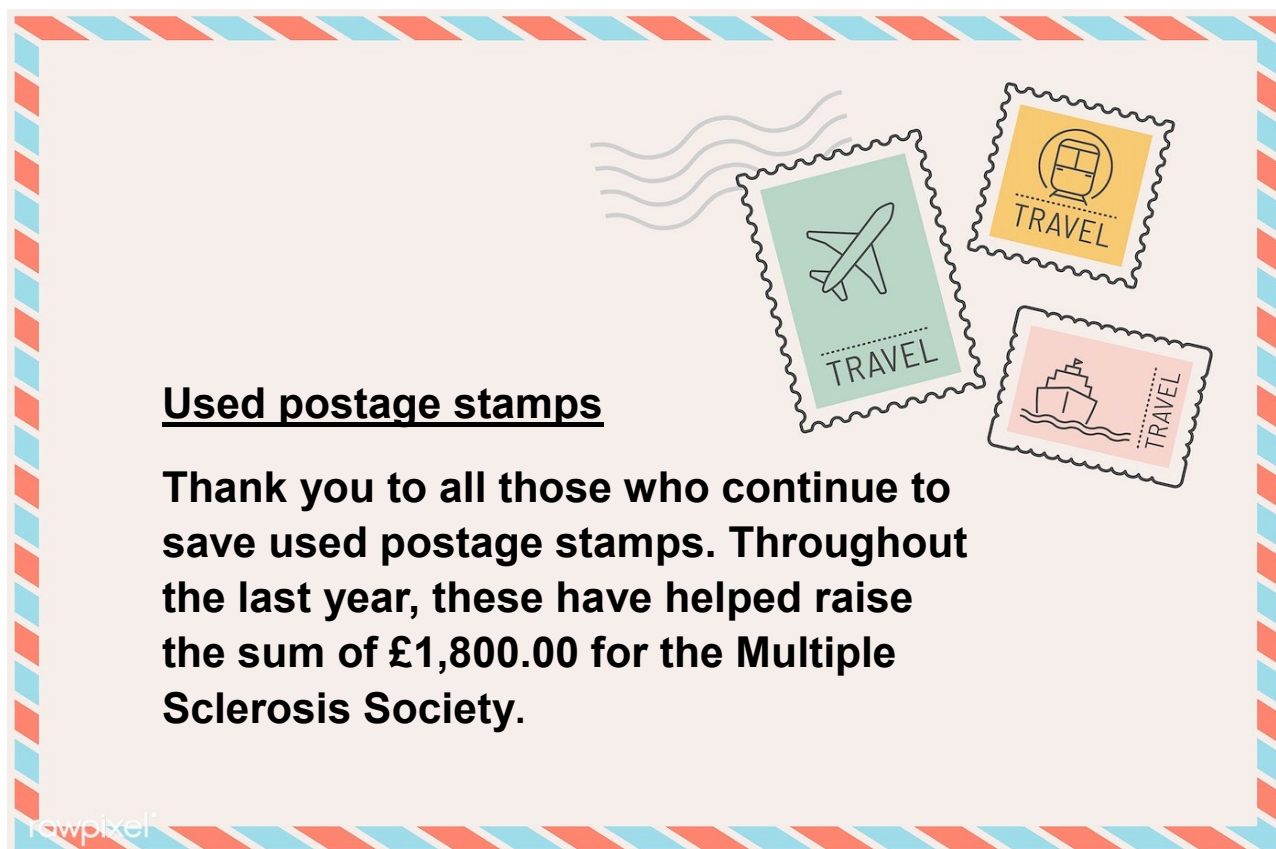 TRAVEL
TRAVEL
TRAVEL
Used postage stamps
Thank you to all those who continue to
save used postage stamps. Throughout
the last year, these have helped raise
the sum of £1,800.00 for the Multiple
Sclerosis Society.
rawpixel